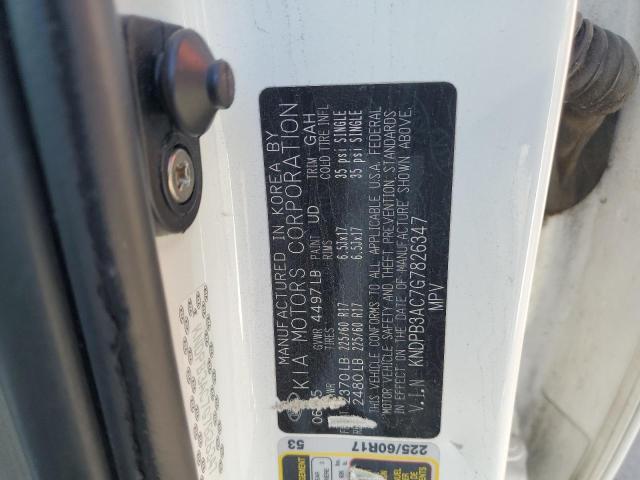 MANUFACTURED IN KOREA BY
KIA MOTORS CORPORATION
PAINT UD TRIM GAH
GVWR 4497LB
TIRES RIMS COLD TIRE INFL
2370LB 225/60 R17 6.5Jx17 35 psi SINGLE
2480LB 225/60 R17 6.5Jx17 35 psi SINGLE
THIS VEHICLE CONFORMS TO ALL APPLICABLE U.S.A. FEDERAL
MOTOR VEHICLE SAFETY AND THEFT PREVENTION STANDARDS
IN EFFECT ON THE DATE OF MANUFACTURE SHOWN ABOVE.
V.I.N KNDPB3AC7G7826347
MPV
225/60R17
53